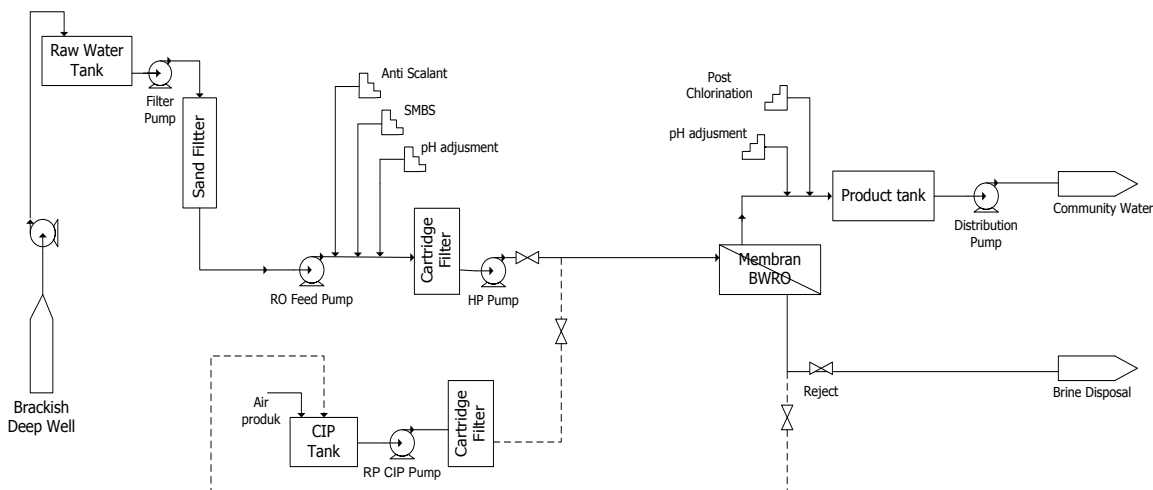 Raw Water
Tank
Filter
Pump
Sand Filtter
Anti Scalant
SMBS
pH adjusment
RO Feed Pump
Cartridge
Filter
HP Pump
Post
Chlorination
pH adjusment
Membran
BWRO
Product tank
Distribution
Pump
Community Water
Reject
Brine Disposal
Brackish
Deep Well
Air
produk
CIP
Tank
RP CIP Pump
Cartridge
Filter